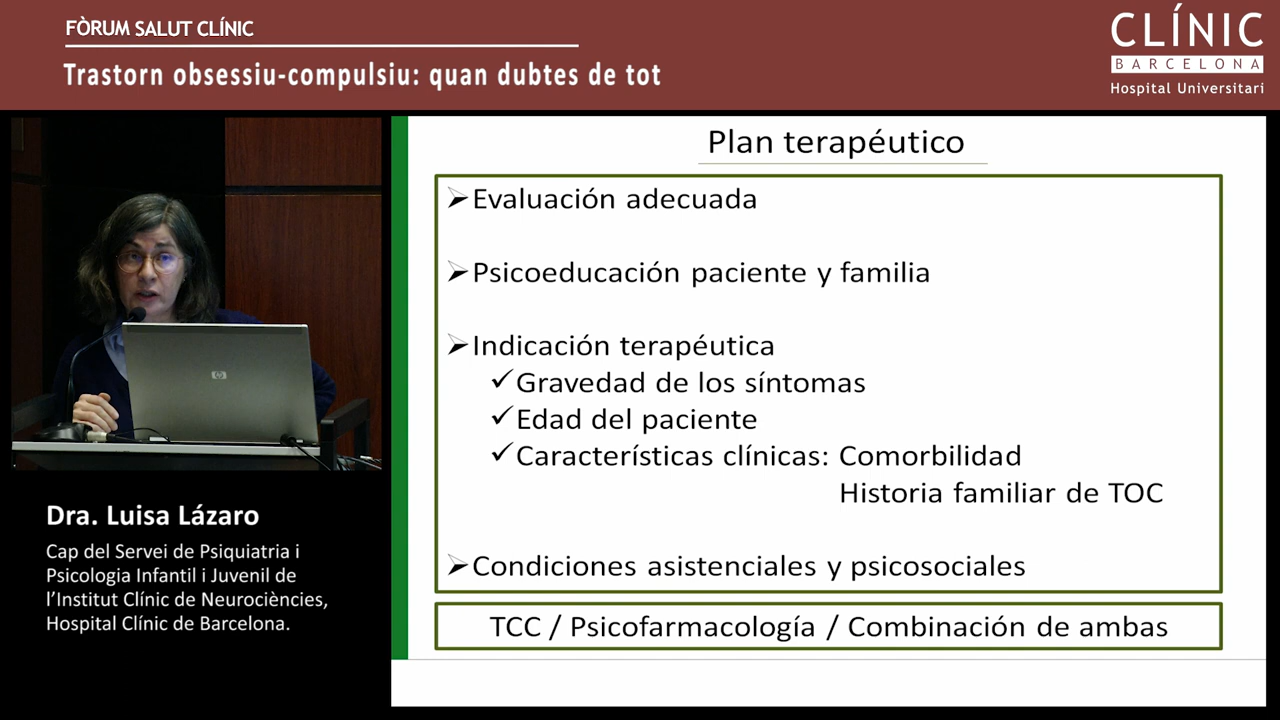 FÒRUM SALUT CLÍNIC
Trastorn obsessiu-compulsiu: quan dubtes de tot
CLÍNIC
BARCELONA
Hospital Universitari
Plan terapéutico
Evaluación adecuada
Psicoeducación paciente y familia
Indicación terapéutica
Gravedad de los síntomas
Edad del paciente
Características clínicas: Comorbilidad
Historia familiar de TOC
Condiciones asistenciales y psicosociales
TCC / Psicofarmacología / Combinación de ambas
hp
Dra. Luisa Lázaro
Cap del Servei de Psiquiatria i
Psicologia Infantil i Juvenil de
l’Institut Clínic de Neurociències,
Hospital Clínic de Barcelona.